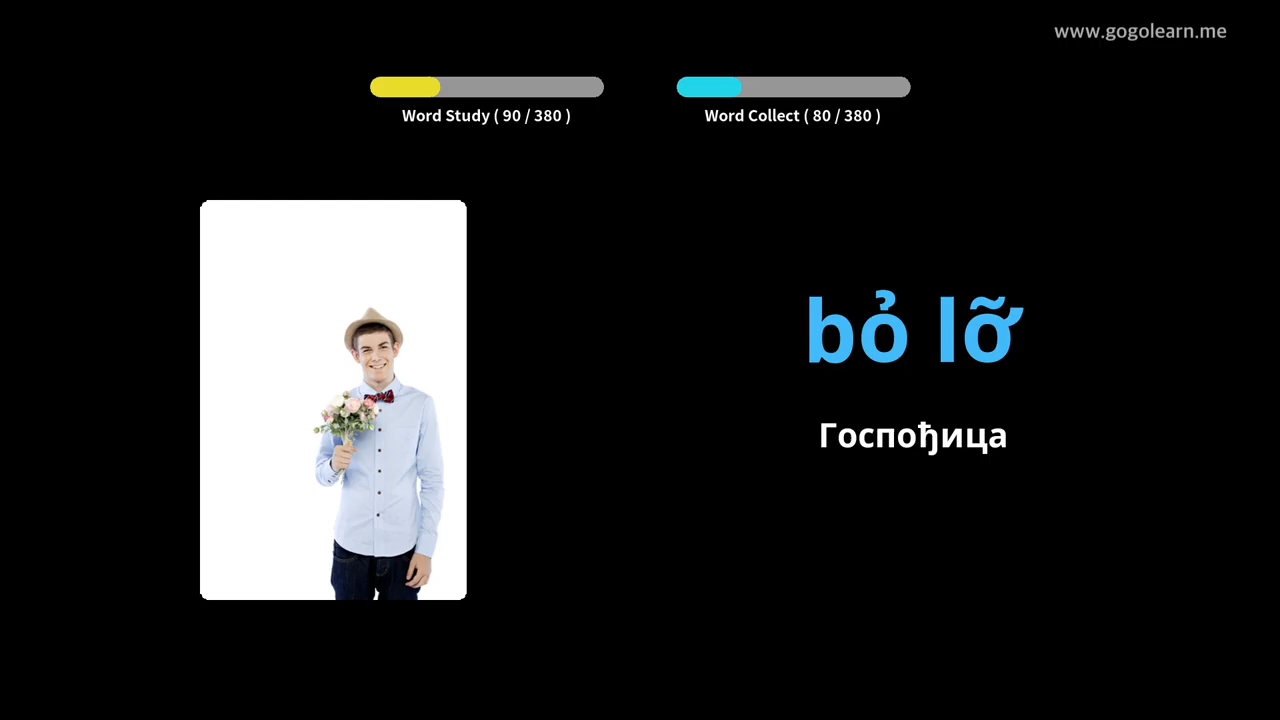 www.gogolearn.me
Word Study ( 90 / 380 )
Word Collect ( 80 / 380 )
bỏ lỡ
Госпођица